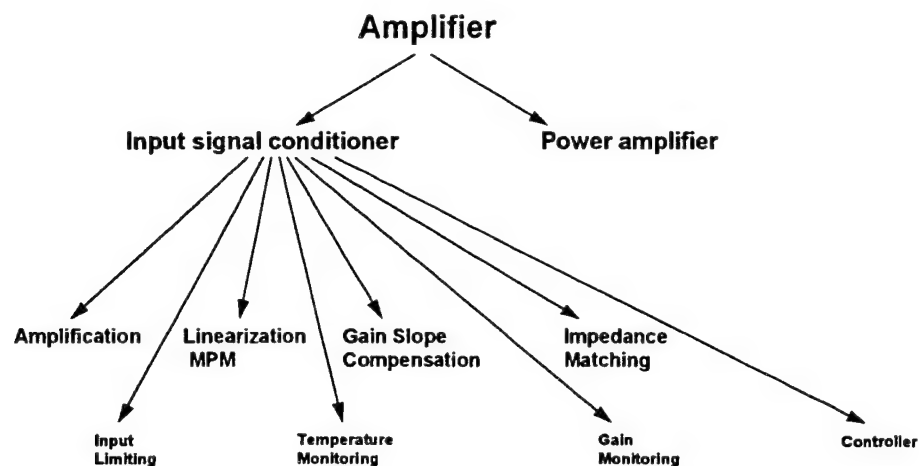 Amplifier
Input signal conditioner
Power amplifier
Amplification
Linearization
MPM
Gain Slope
Compensation
Impedance
Matching
Input
Limiting
Temperature
Monitoring
Gain
Monitoring
Controller